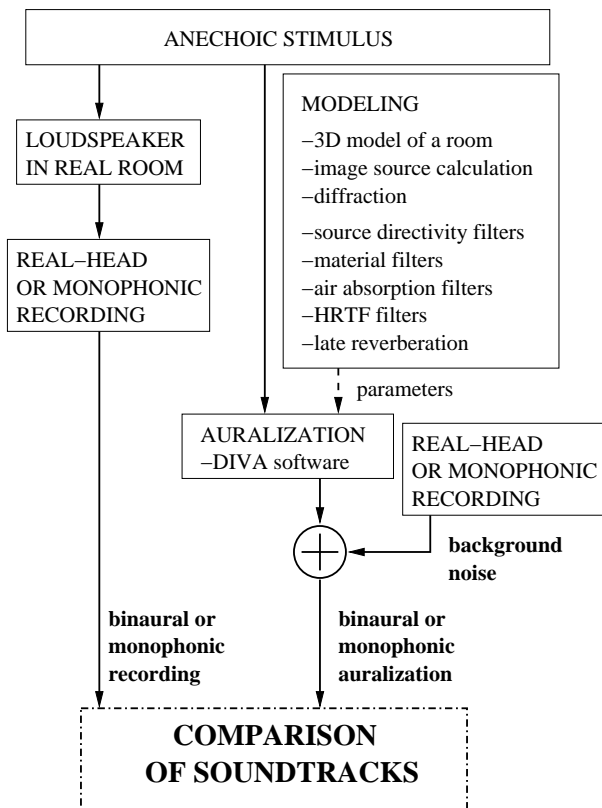 ANECHOIC STIMULUS
LOUDSPEAKER
IN REAL ROOM
REAL−HEAD
OR MONOPHONIC
RECORDING
MODELING
−3D model of a room
−image source calculation
−diffraction
−source directivity filters
−material filters
−air absorption filters
−HRTF filters
−late reverberation
parameters
AURALIZATION
−DIVA software
REAL−HEAD
OR MONOPHONIC
RECORDING
background
noise
binaural or
monophonic
recording
binaural or
monophonic
auralization
COMPARISON
OF SOUNDTRACKS